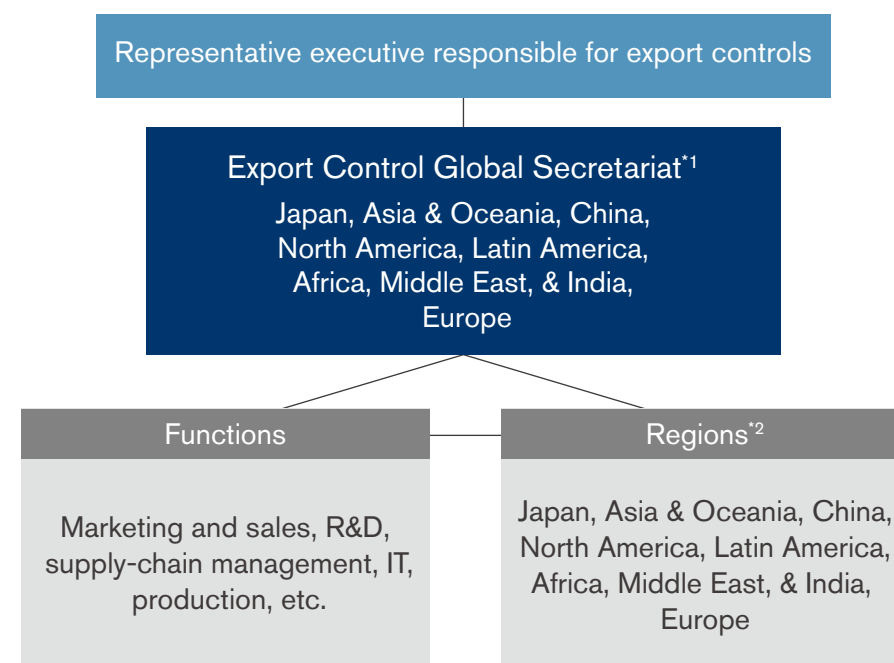 Representative executive responsible for export controls
Export Control Global Secretariat*1
Japan, Asia & Oceania, China,
North America, Latin America,
Africa, Middle East, & India,
Europe
Functions
Marketing and sales, R&D,
supply-chain management, IT,
production, etc.
Regions*2
Japan, Asia & Oceania, China,
North America, Latin America,
Africa, Middle East, & India,
Europe